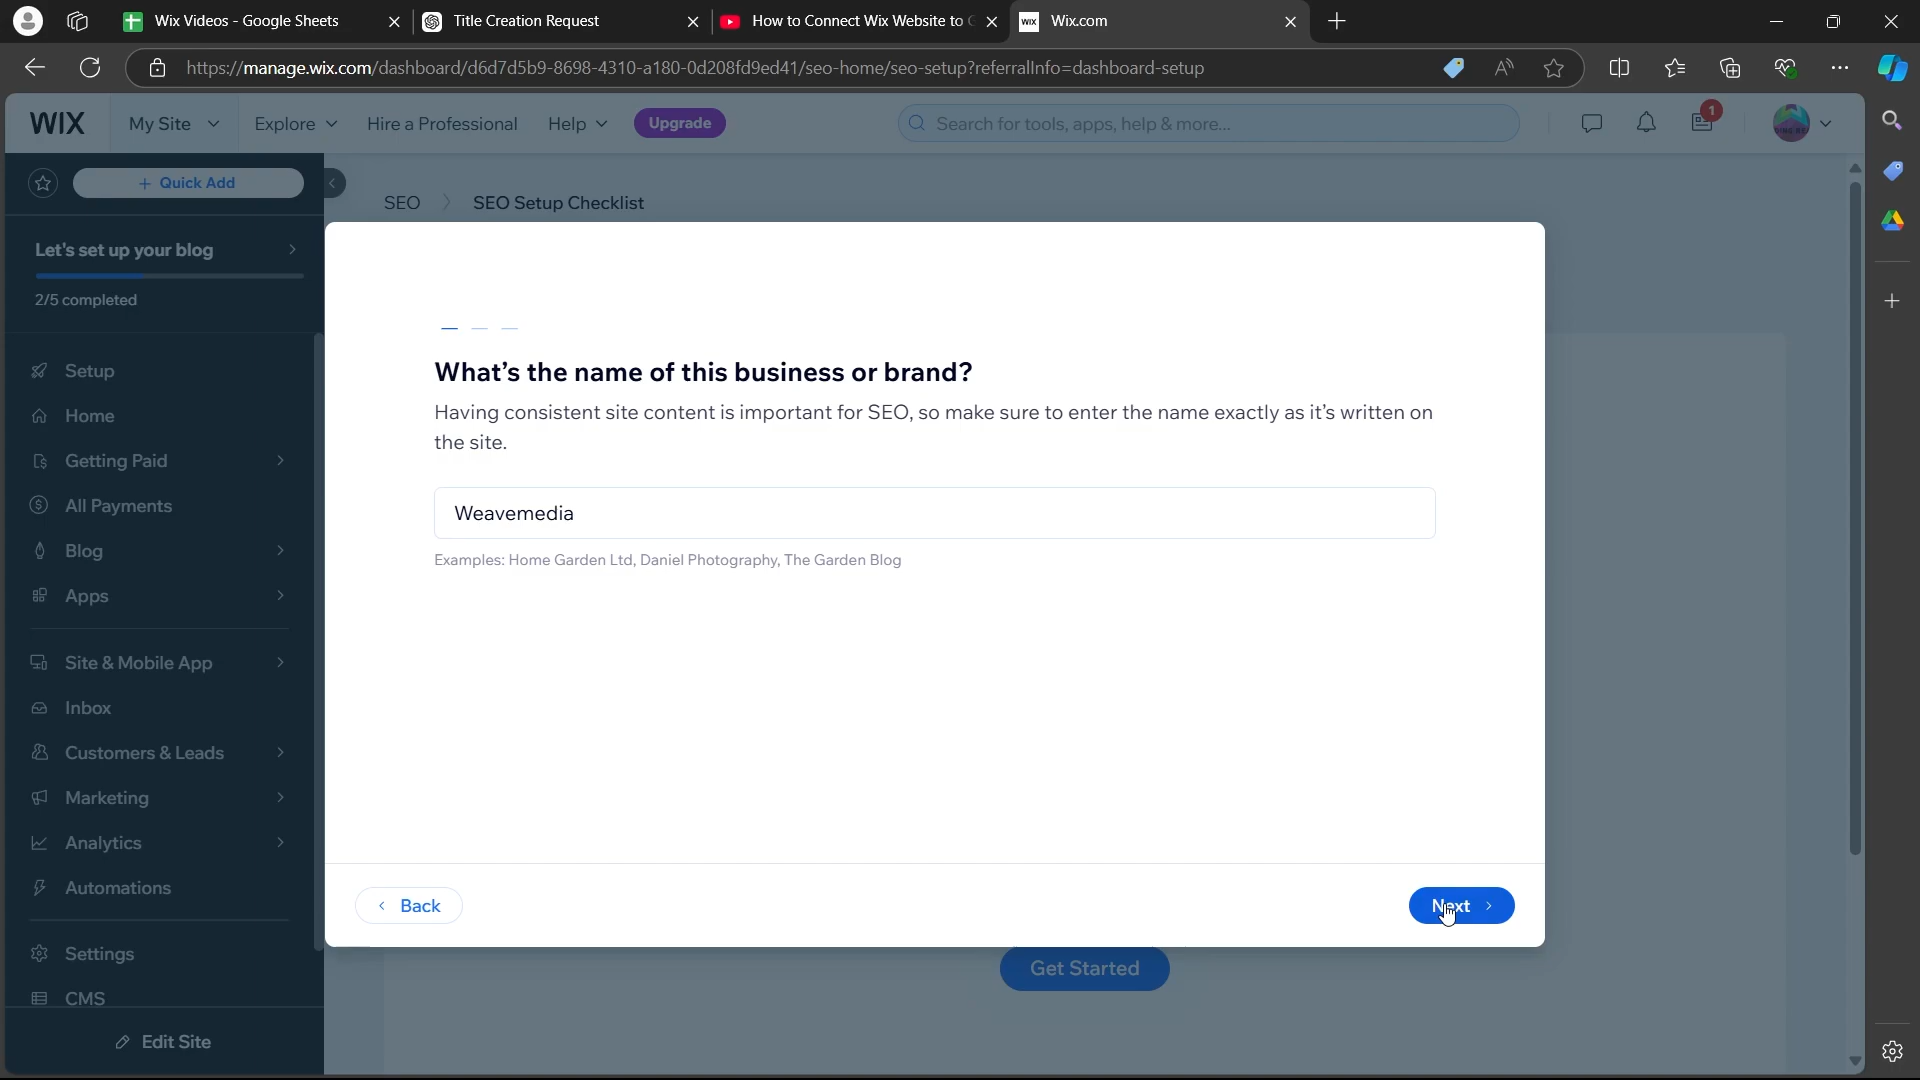 Wix Videos - Google Sheets
Title Creation Request
How to Connect Wix Website to G
WIX Wix.com
https://manage.wix.com/dashboard/d6d7d5b9-8698-4310-a180-0d208fd9ed41/seo-home/seo-setup?referralInfo=dashboard-setup
WIX
My Site
Explore
Hire a Professional
Help
Upgrade
Search for tools, apps, help & more...
1
+ Quick Add
SEO > SEO Setup Checklist
Let's set up your blog
2/5 completed
Setup
Home
Getting Paid
All Payments
Blog
Apps
Site & Mobile App
Inbox
Customers & Leads
Marketing
Analytics
Automations
Settings
CMS
Edit Site
What's the name of this business or brand?
Having consistent site content is important for SEO, so make sure to enter the name exactly as it's written on
the site.
Weavemedia
Examples: Home Garden Ltd, Daniel Photography, The Garden Blog
< Back
Next >
Get Started